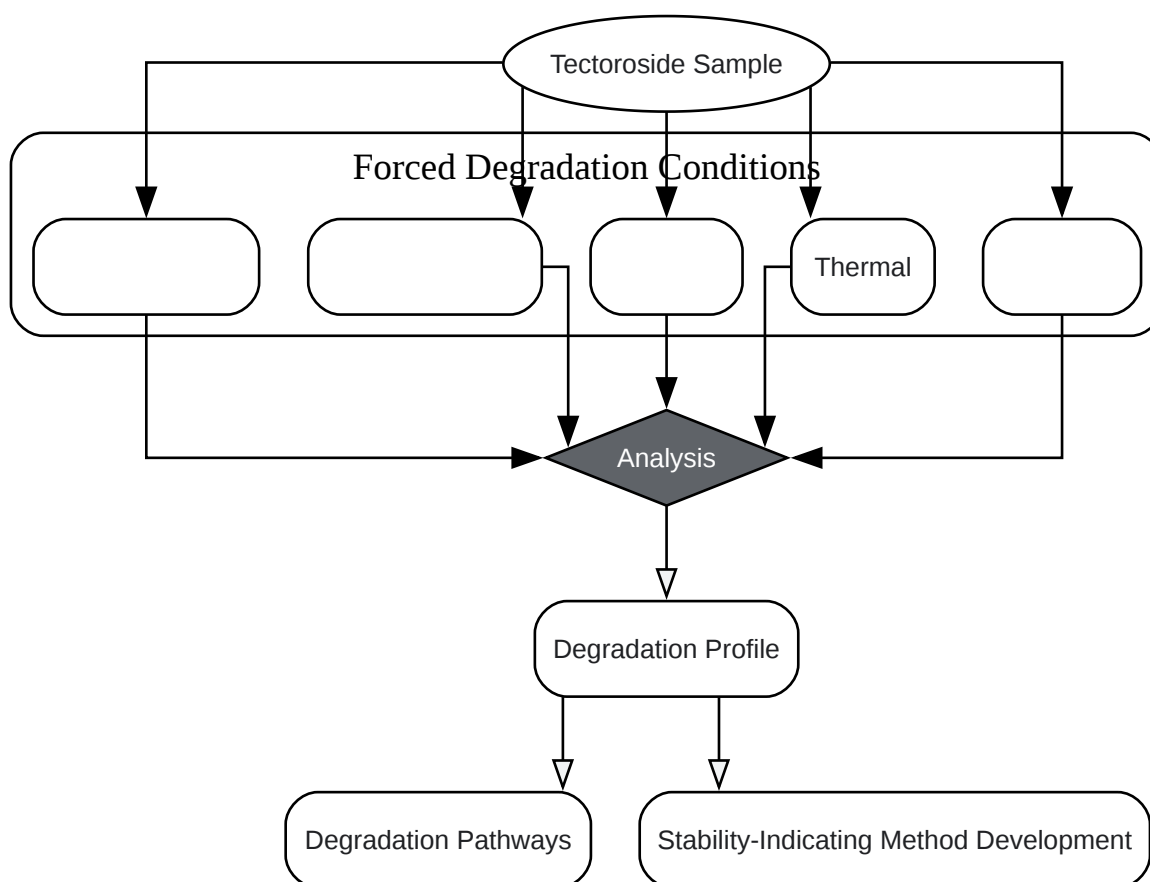 Tectoroside Sample
Forced Degradation Conditions
Thermal
Analysis
Degradation Profile
Degradation Pathways
Stability-Indicating Method Development